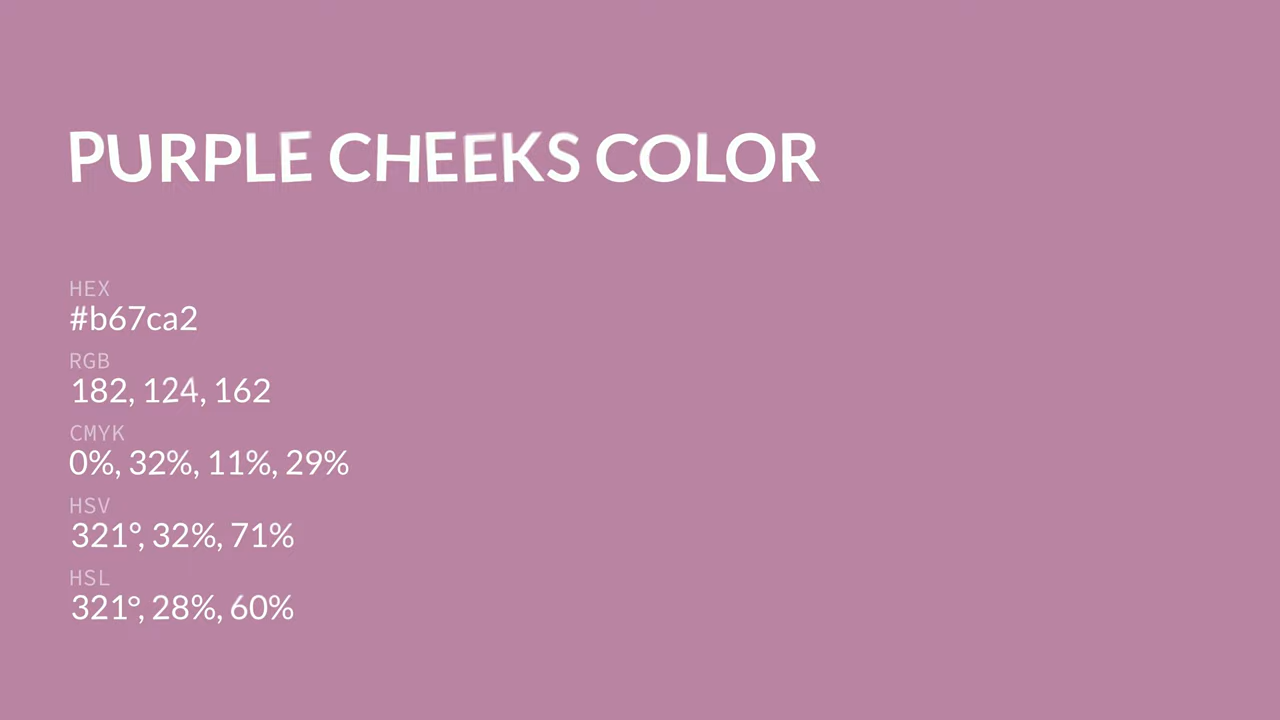 PURPLE CHEEKS COLOR
HEX
#b67ca2
RGB
182, 124, 162
CMYK
0%, 32%, 11%, 29%
HSV
321°, 32%, 71%
HSL
321°, 28%, 60%